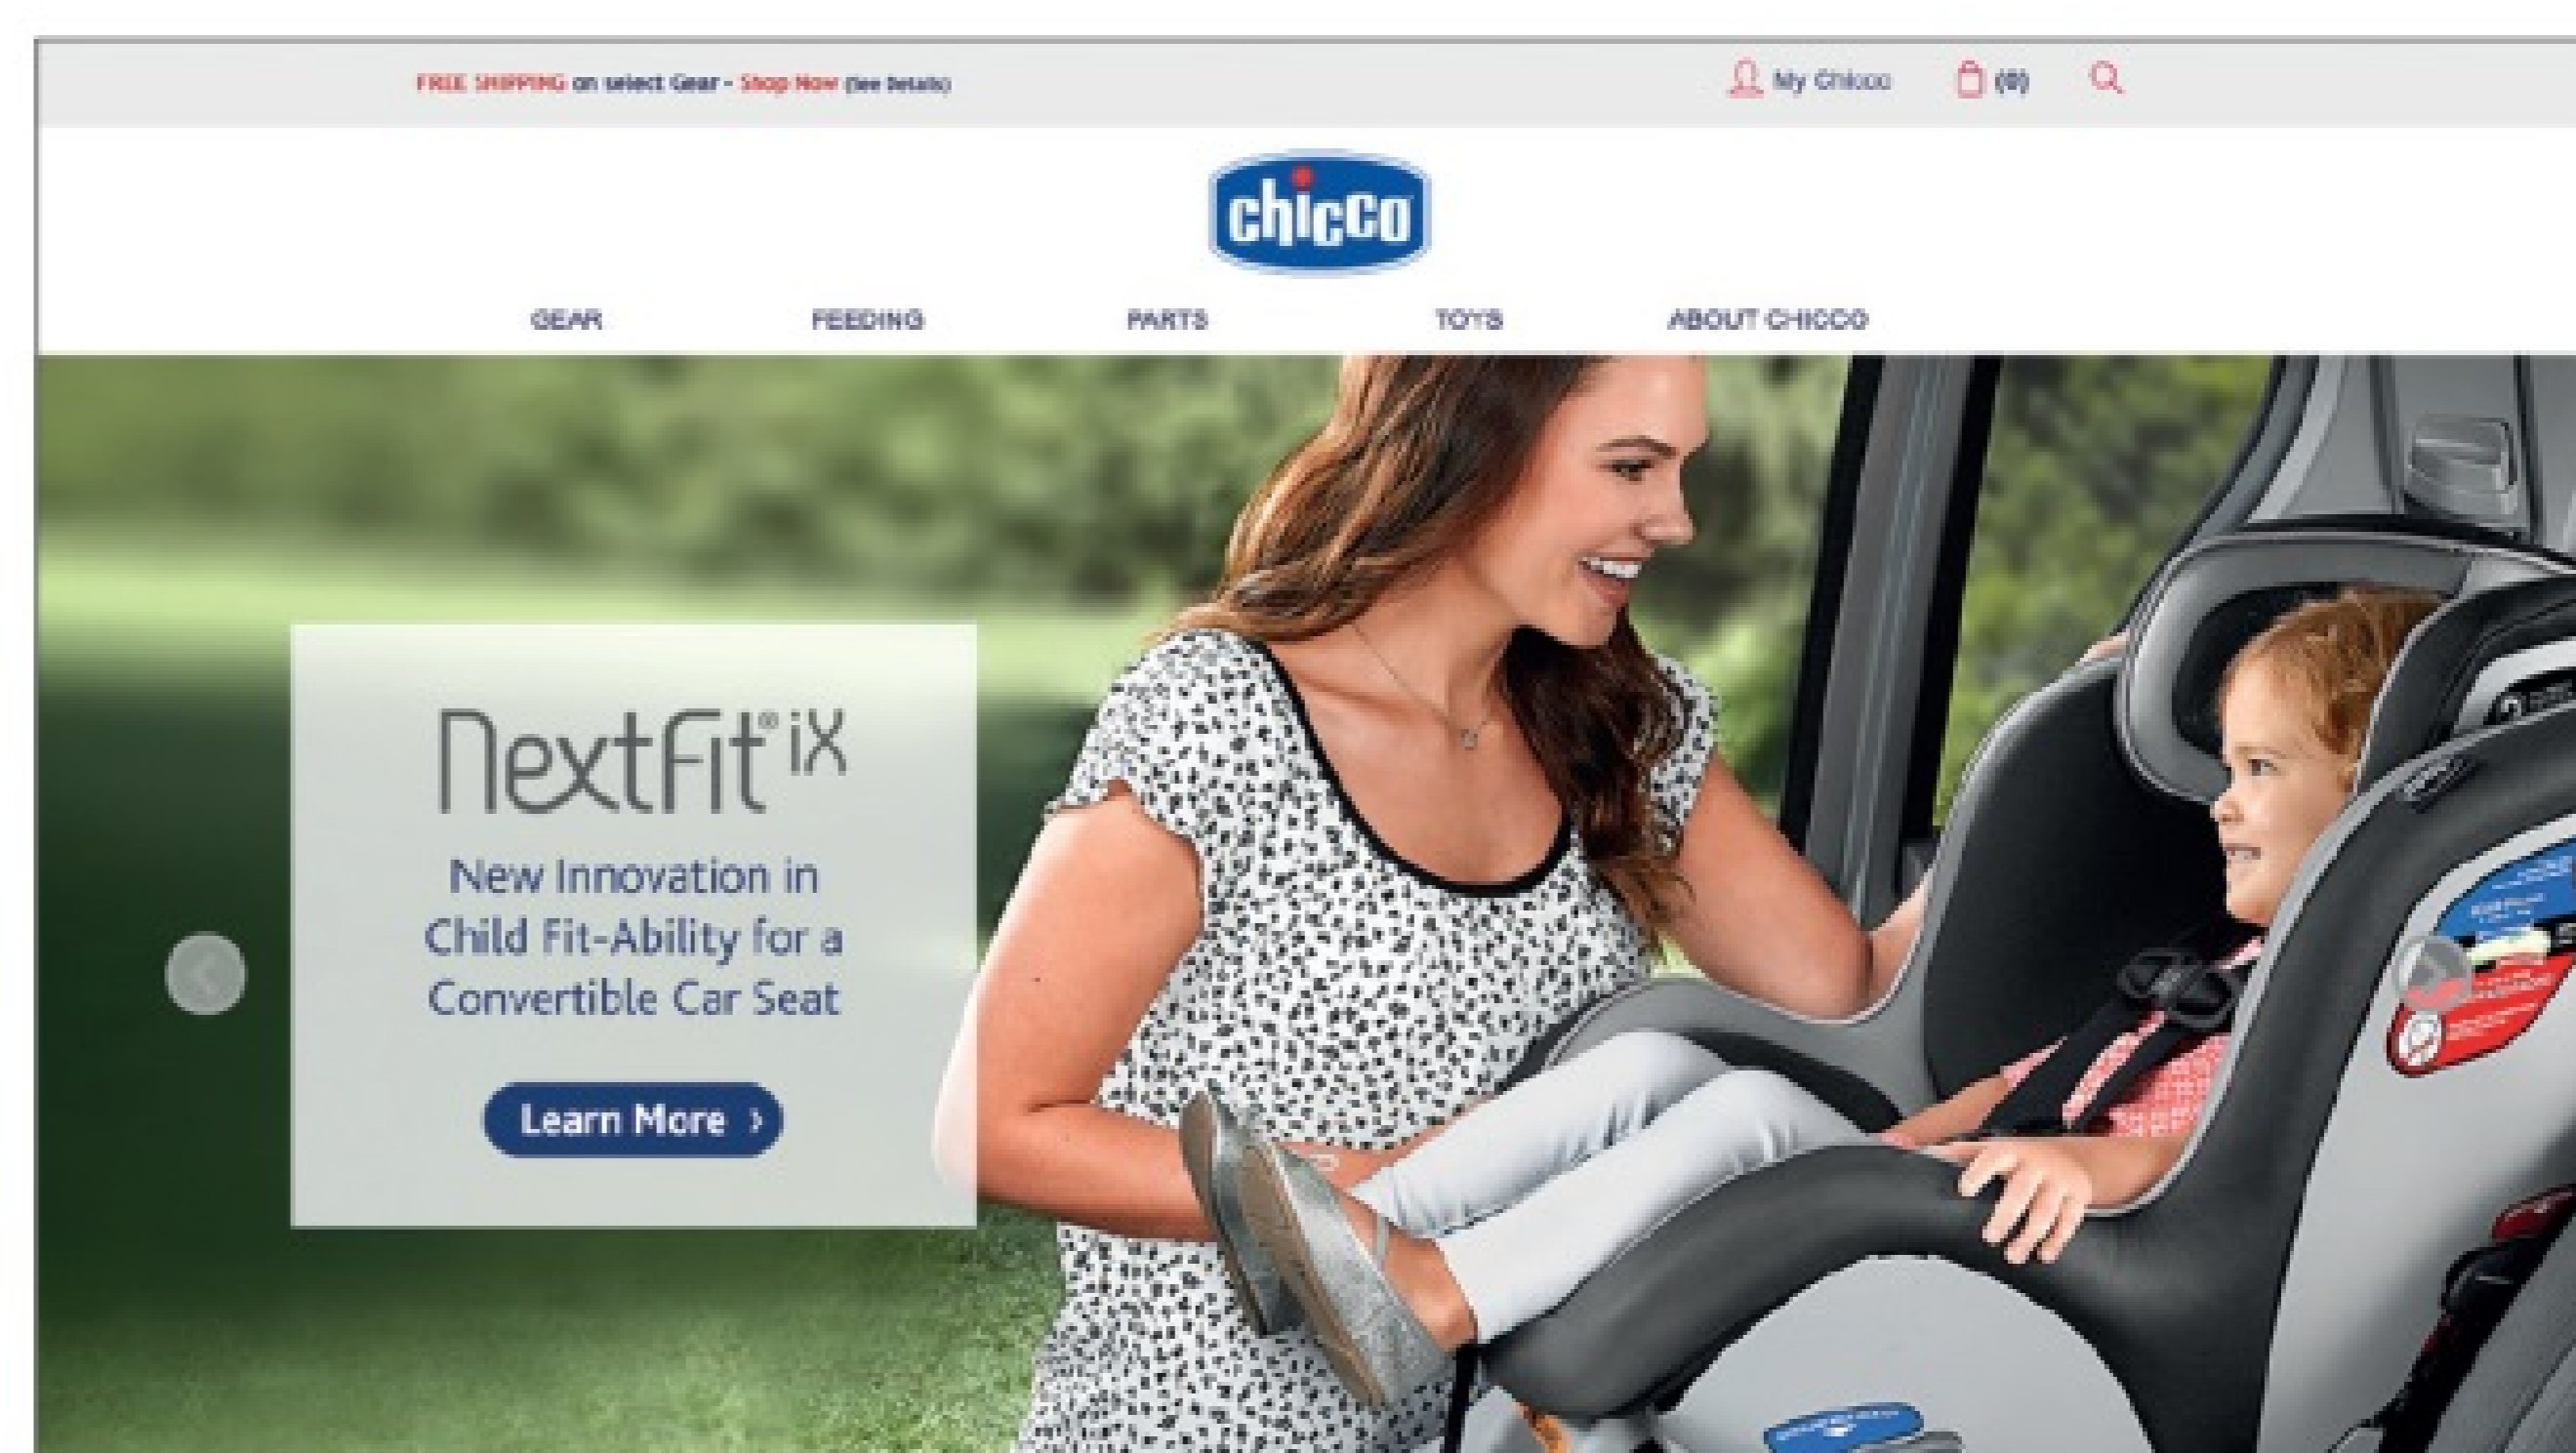 FREE SHIPPING on select Gear - Shop Now (See Details)
My Chicco (0)
chicco
GEAR FEEDING PARTS TOYS ABOUT CHICCO
NextFit® iX
New Innovation in
Child Fit-Ability for a
Convertible Car Seat
Learn More ›